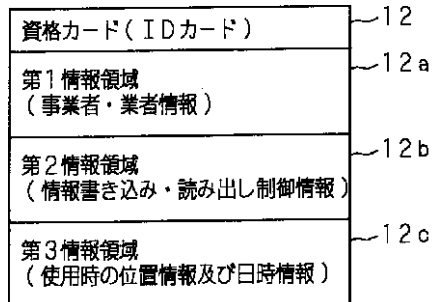 資格カード(IDカード)
12
第1情報領域
(事業者・業者情報)
12a
第2情報領域
(情報書き込み・読み出し制御情報)
12b
第3情報領域
(使用時の位置情報及び日時情報)
12c